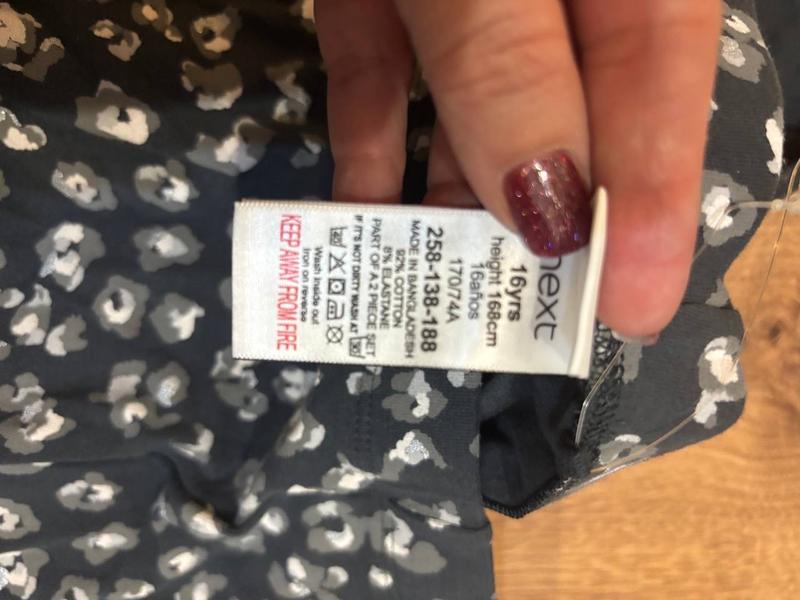 next
16yrs
height 168cm
16años
170/74A
258-138-188
MADE IN BANGLADESH
92% COTTON
8% ELASTANE
PART OF A 2 PIECE SET
IF IT'S NOT DIRTY WASH AT 30
Wash inside out
Iron on reverse
KEEP AWAY FROM FIRE